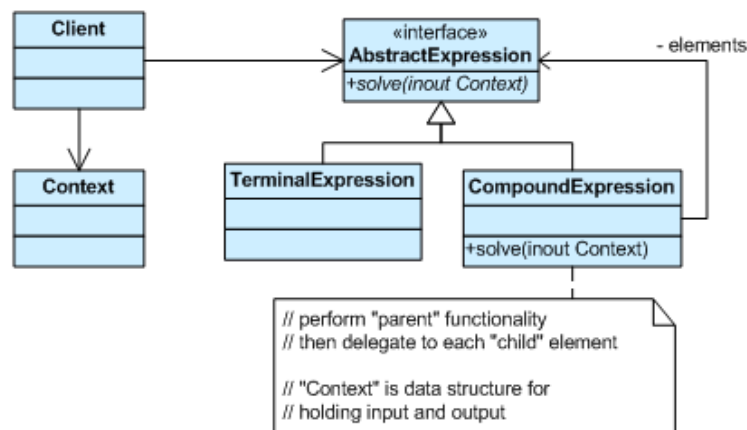 Client
«interface»
AbstractExpression
+solve(inout Context)
- elements
Context
TerminalExpression
CompoundExpression
+solve(inout Context)
// perform "parent" functionality
// then delegate to each "child" element
// "Context" is data structure for
// holding input and output